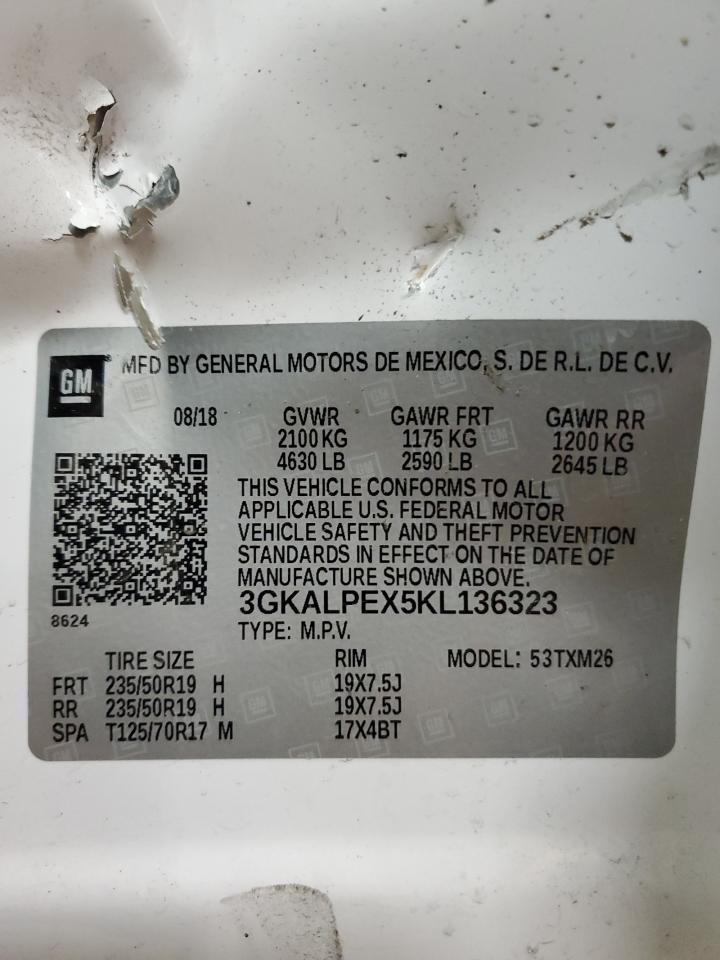 GM
MFD BY GENERAL MOTORS DE MEXICO, S. DE R.L. DE C.V.
08/18 GVWR GAWR FRT GAWR RR
2100 KG 1175 KG 1200 KG
4630 LB 2590 LB 2645 LB
THIS VEHICLE CONFORMS TO ALL
APPLICABLE U.S. FEDERAL MOTOR
VEHICLE SAFETY AND THEFT PREVENTION
STANDARDS IN EFFECT ON THE DATE OF
MANUFACTURE SHOWN ABOVE.
3GKALPEX5KL136323
8624
TYPE: M.P.V.
TIRE SIZE RIM MODEL: 53TXM26
FRT 235/50R19 H 19X7.5J
RR 235/50R19 H 19X7.5J
SPA T125/70R17 M 17X4BT